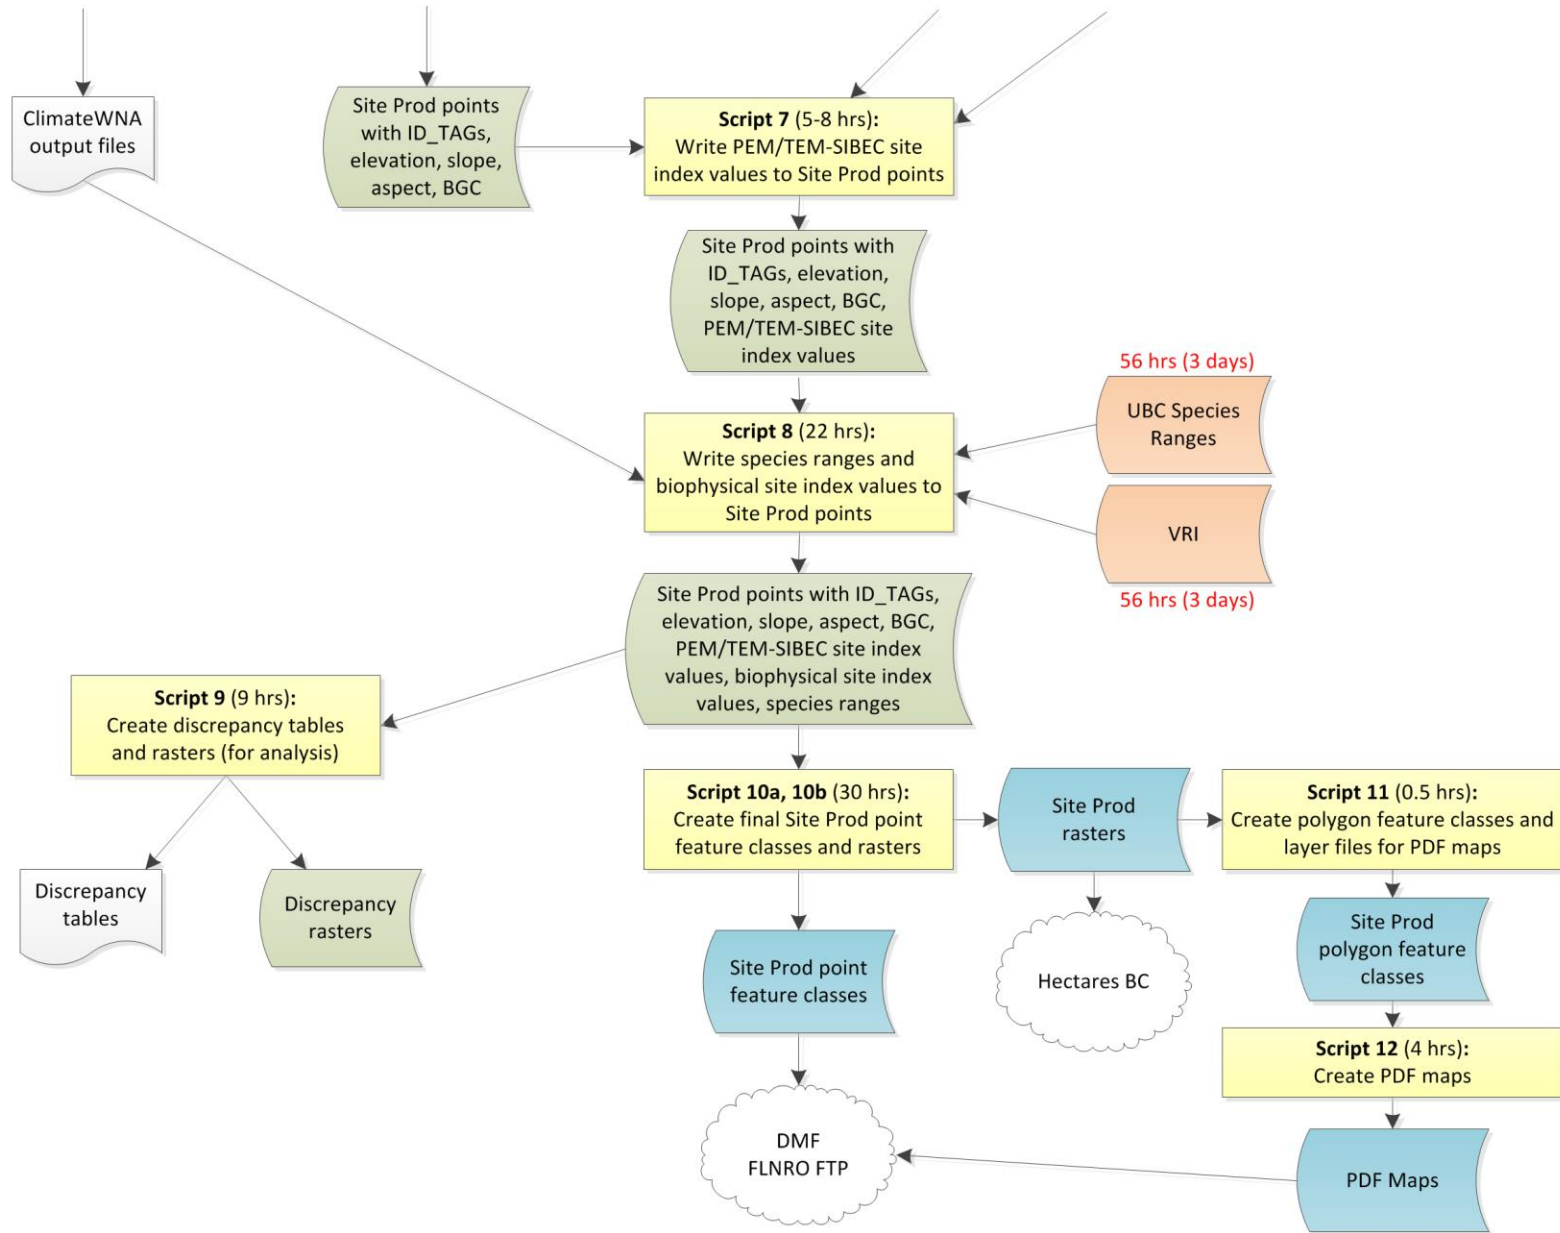 ClimateWNA
output files
Site Prod points
with ID_TAGs,
elevation, slope,
aspect, BGC
Script 7 (5-8 hrs):
Write PEM/TEM-SIBEC site
index values to Site Prod points
Site Prod points with
ID_TAGs, elevation,
slope, aspect, BGC,
PEM/TEM-SIBEC site
index values
56 hrs (3 days)
UBC Species
Ranges
Script 8 (22 hrs):
Write species ranges and
biophysical site index values to
Site Prod points
VRI
56 hrs (3 days)
Site Prod points with ID_TAGs,
elevation, slope, aspect, BGC,
PEM/TEM-SIBEC site index
values, biophysical site index
values, species ranges
Script 9 (9 hrs):
Create discrepancy tables
and rasters (for analysis)
Script 10a, 10b (30 hrs):
Create final Site Prod point
feature classes and rasters
Site Prod
rasters
Script 11 (0.5 hrs):
Create polygon feature classes and
layer files for PDF maps
Discrepancy
tables
Discrepancy
rasters
Site Prod point
feature classes
Hectares BC
Site Prod
polygon feature
classes
Script 12 (4 hrs):
Create PDF maps
DMF
FLNRO FTP
PDF Maps